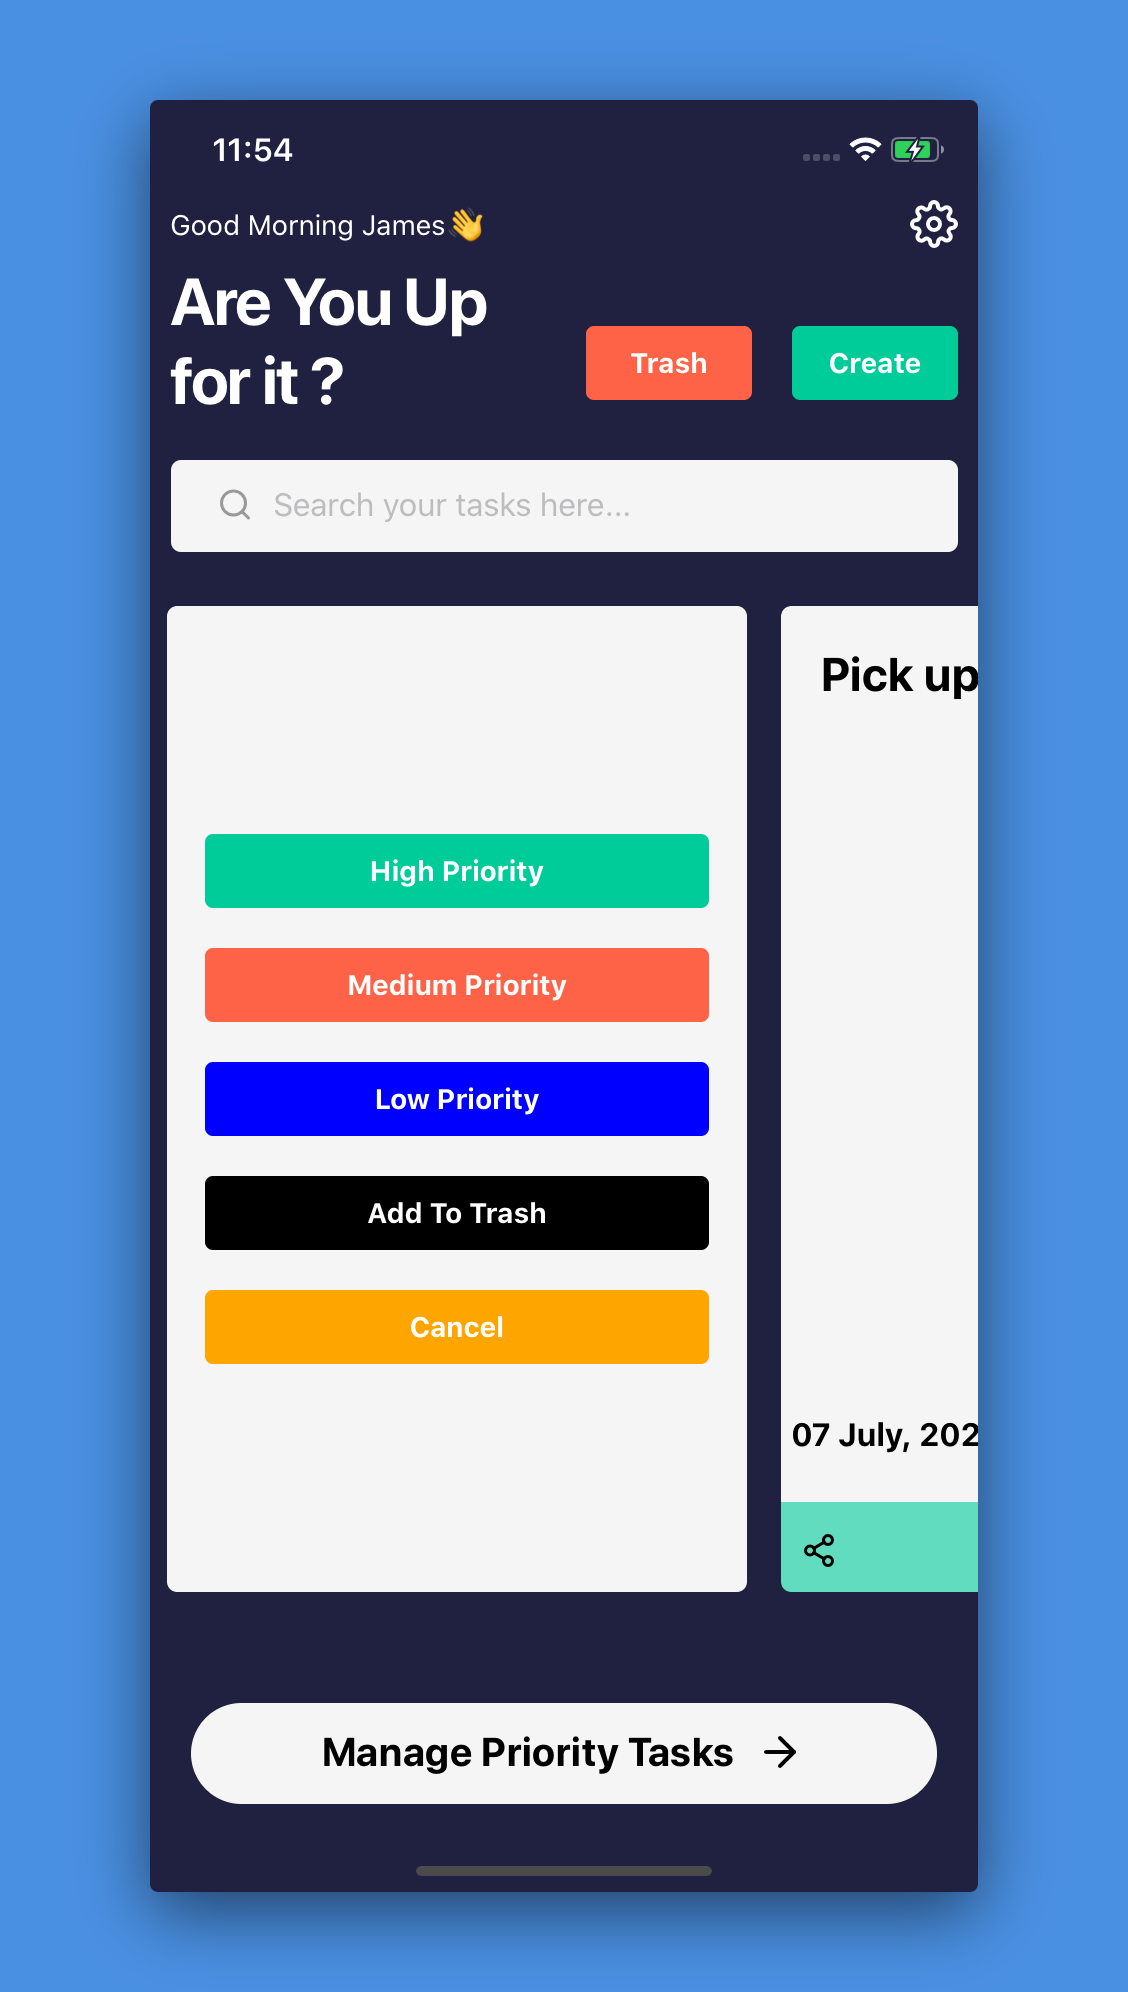 11:54
Good Morning James👋
Are You Up
for it ?
Trash
Create
Search your tasks here...
Pick up
High Priority
Medium Priority
Low Priority
Add To Trash
Cancel
07 July, 202
Manage Priority Tasks